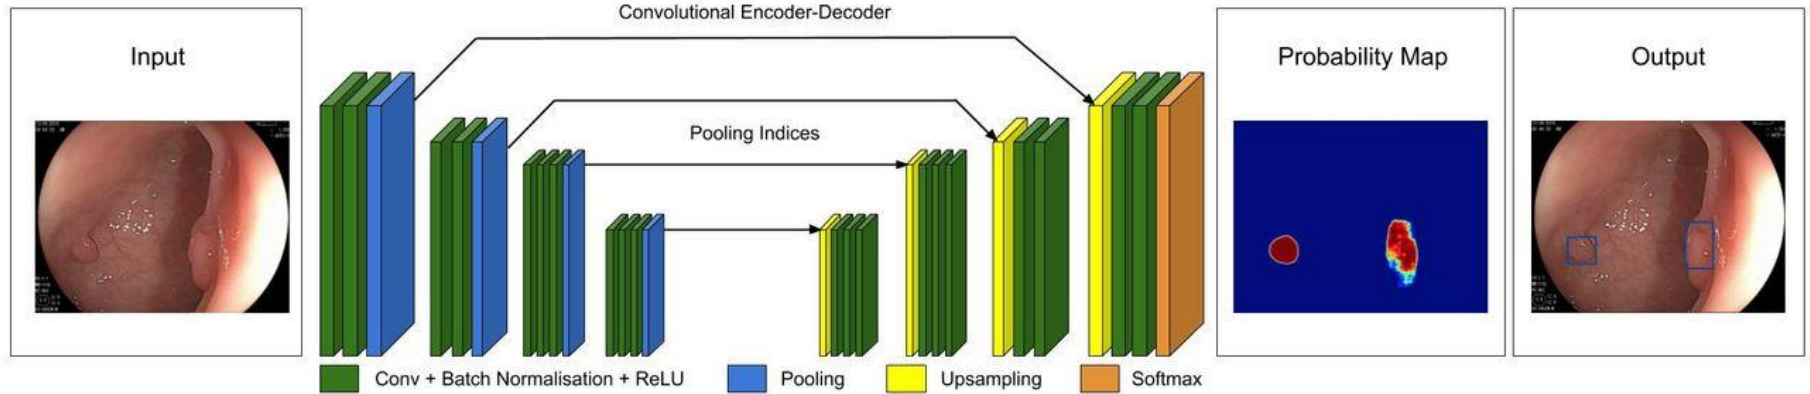 Convolutional Encoder-Decoder
Input
Pooling Indices
Probability Map
Output
Conv + Batch Normalisation + ReLU
Pooling
Upsampling
Softmax